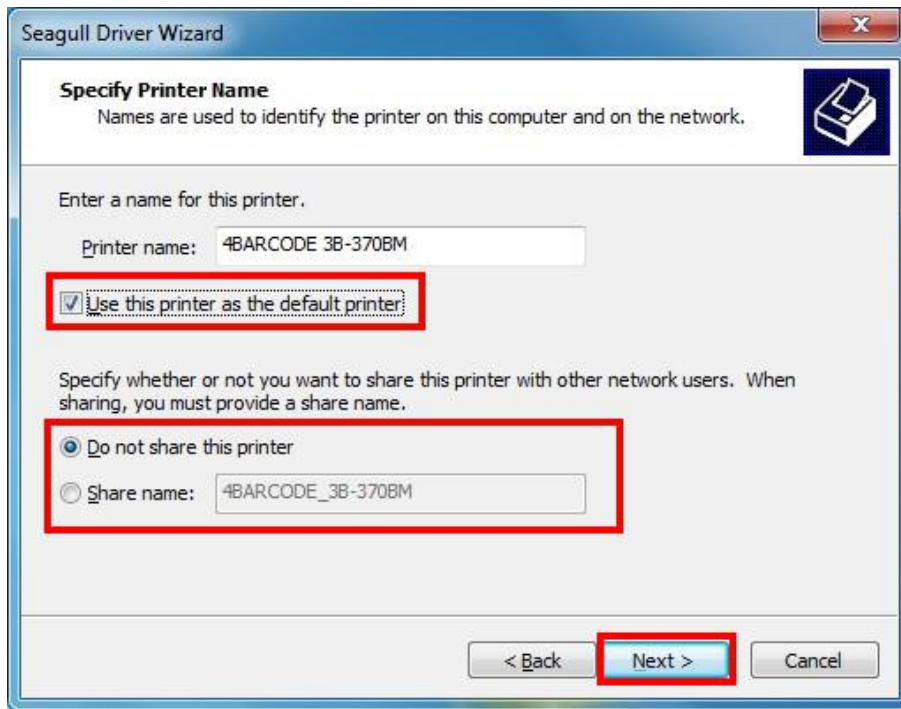 Seagull Driver Wizard
Specify Printer Name
Names are used to identify the printer on this computer and on the network.
Enter a name for this printer.
Printer name: 4BARCODE 3B-370BM
Use this printer as the default printer
Specify whether or not you want to share this printer with other network users. When
sharing, you must provide a share name.
Do not share this printer
Share name: 4BARCODE_3B-370BM
< Back Next > Cancel